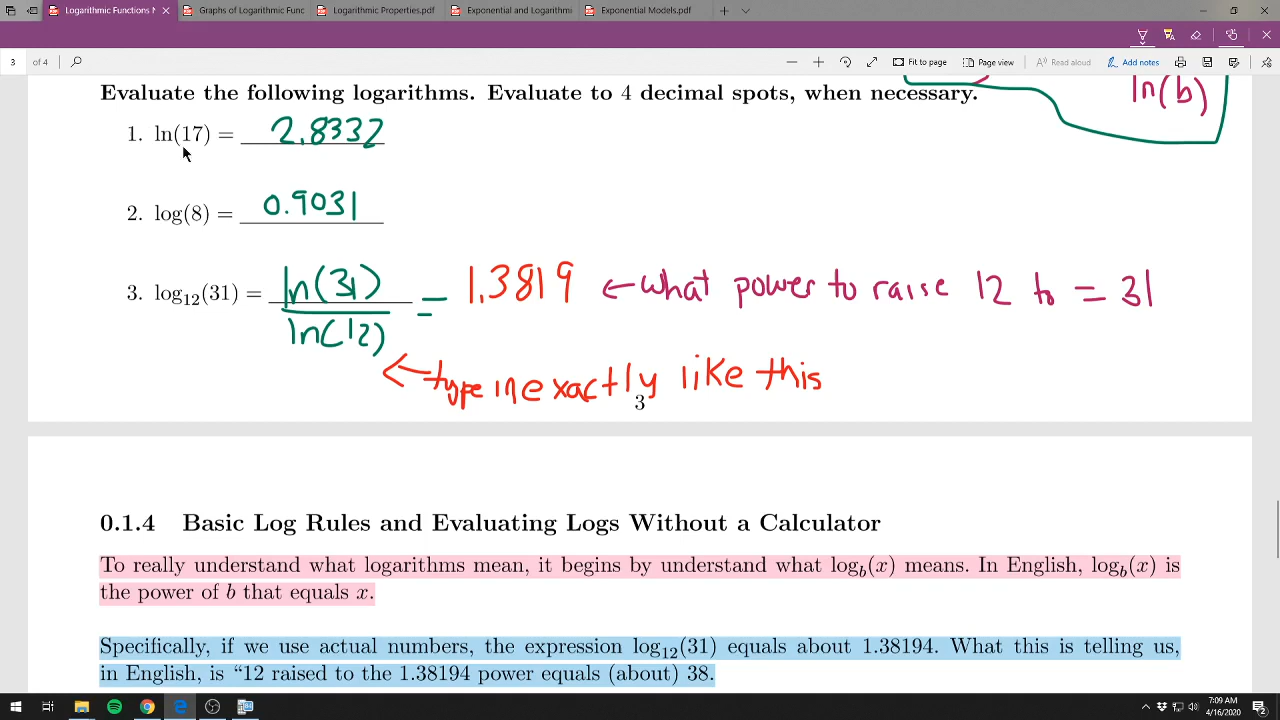 Logarithmic Functions N
Logarithms of Logarithmic Func
Properties.pdf
Exponential and Logarithmi
Exponential Models.pdf
3 of 4
Fit to page
Page view
Read aloud
Add notes
ln(b)
Evaluate the following logarithms. Evaluate to 4 decimal spots, when necessary.
1. ln(17) = 2.8332
2. log(8) = 0.9031
3. log₁₂(31) = ln(31)/ln(12) = 1.3819 ← what power to raise 12 to = 31
← type in exactly like this
3
0.1.4 Basic Log Rules and Evaluating Logs Without a Calculator
To really understand what logarithms mean, it begins by understand what log_b(x) means. In English, log_b(x) is
the power of b that equals x.
Specifically, if we use actual numbers, the expression log₁₂(31) equals about 1.38194. What this is telling us,
in English, is “12 raised to the 1.38194 power equals (about) 38.
7:09 AM
4/16/2020